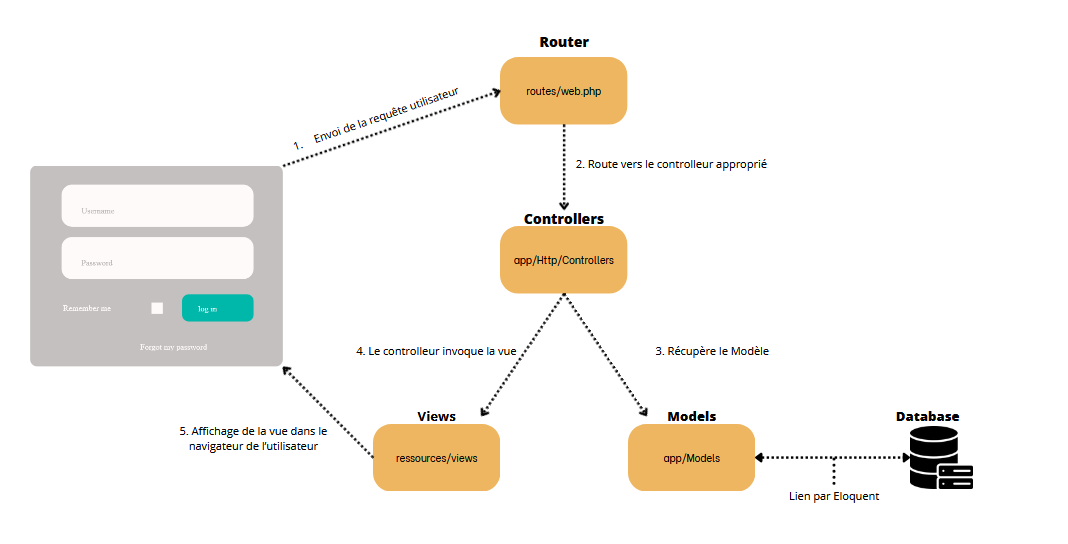 Router
routes/web.php
1. Envoi de la requête utilisateur
2. Route vers le controlleur approprié
Username
Password
Remember me
log in
Forgot my password
Controllers
app/Http/Controllers
4. Le controlleur invoque la vue
3. Récupère le Modèle
5. Affichage de la vue dans le
navigateur de l'utilisateur
Views
ressources/views
Models
app/Models
Database
Lien par Eloquent